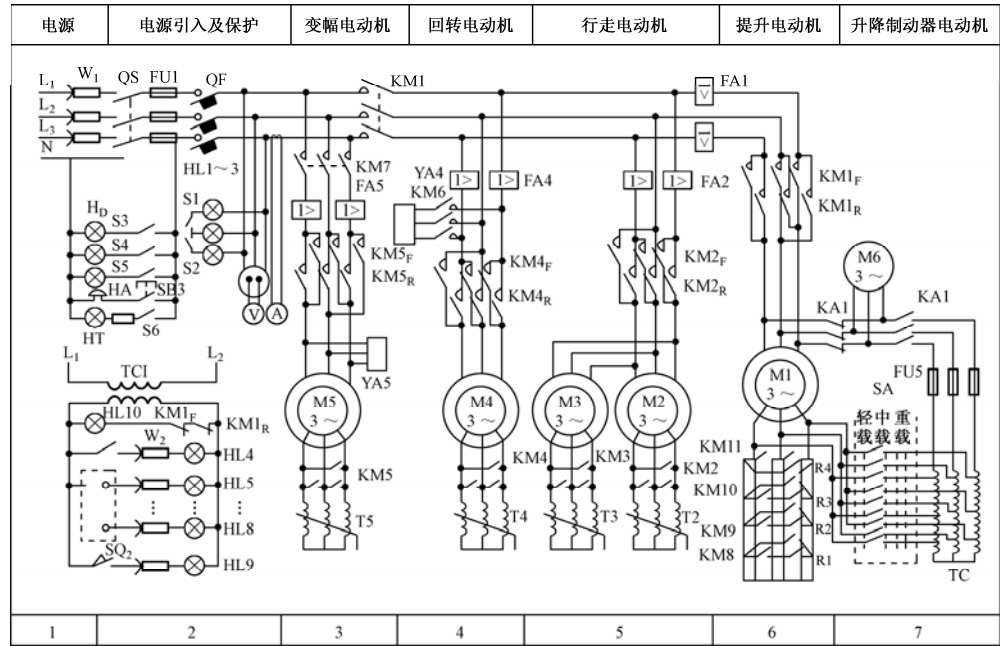 电源 电源引入及保护 变幅电动机 回转电动机 行走电动机 提升电动机 升降制动器电动机
L1 W1 QS FU1 QF KM1 FA1
L2
L3
N
HL1～3 KM7 YA4
FA5 KM6 FA4 FA2 KM1F
1> 1> 1> 1> 1> 1> KM1R
HD S3 S1
S4
S5 S2 KM5F KM4F KM2F M6
HA SB3 KM5R KM4R KM2R 3～
HT S6 V A KA1 KA1
L1 L2
TCI YA5 FU5
HL10 KM1F KM1R M5 M4 M3 M2 M1 SA
3～ 3～ 3～ 3～ 3～
轻中重
载载载
W2 HL4 KM11
HL5 KM5 KM4 KM3 KM2 R4
KM10
R3
HL8 T5 T4 T3 T2 KM9 R2
SQ2 KM8 R1
HL9 TC
1 2 3 4 5 6 7